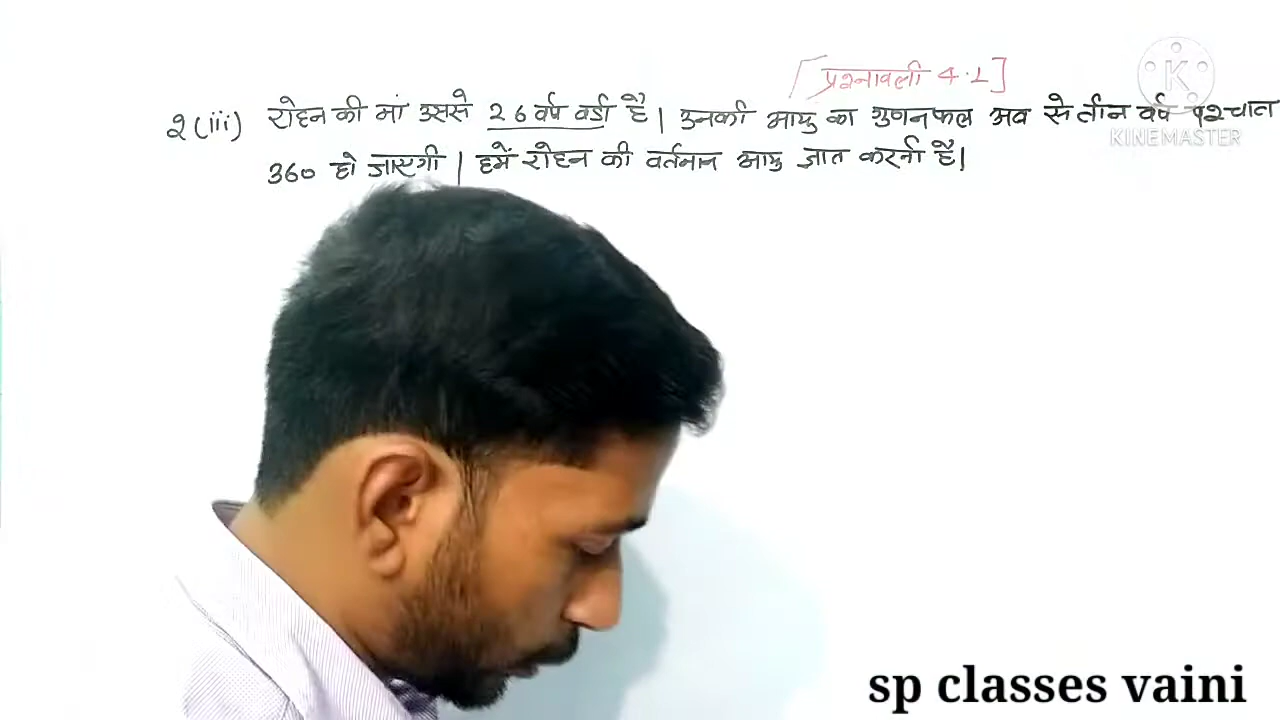 [प्रश्नावली 4.1]
2(iii) रोहन की मां उससे 26 वर्ष बडी है। उनकी आयु का गुणनफल अब से तीन वर्ष पश्चात
360 हो जाएगी। हमें रोहन की वर्तमान आयु ज्ञात करनी है।
K
KINEMASTER
sp classes vaini